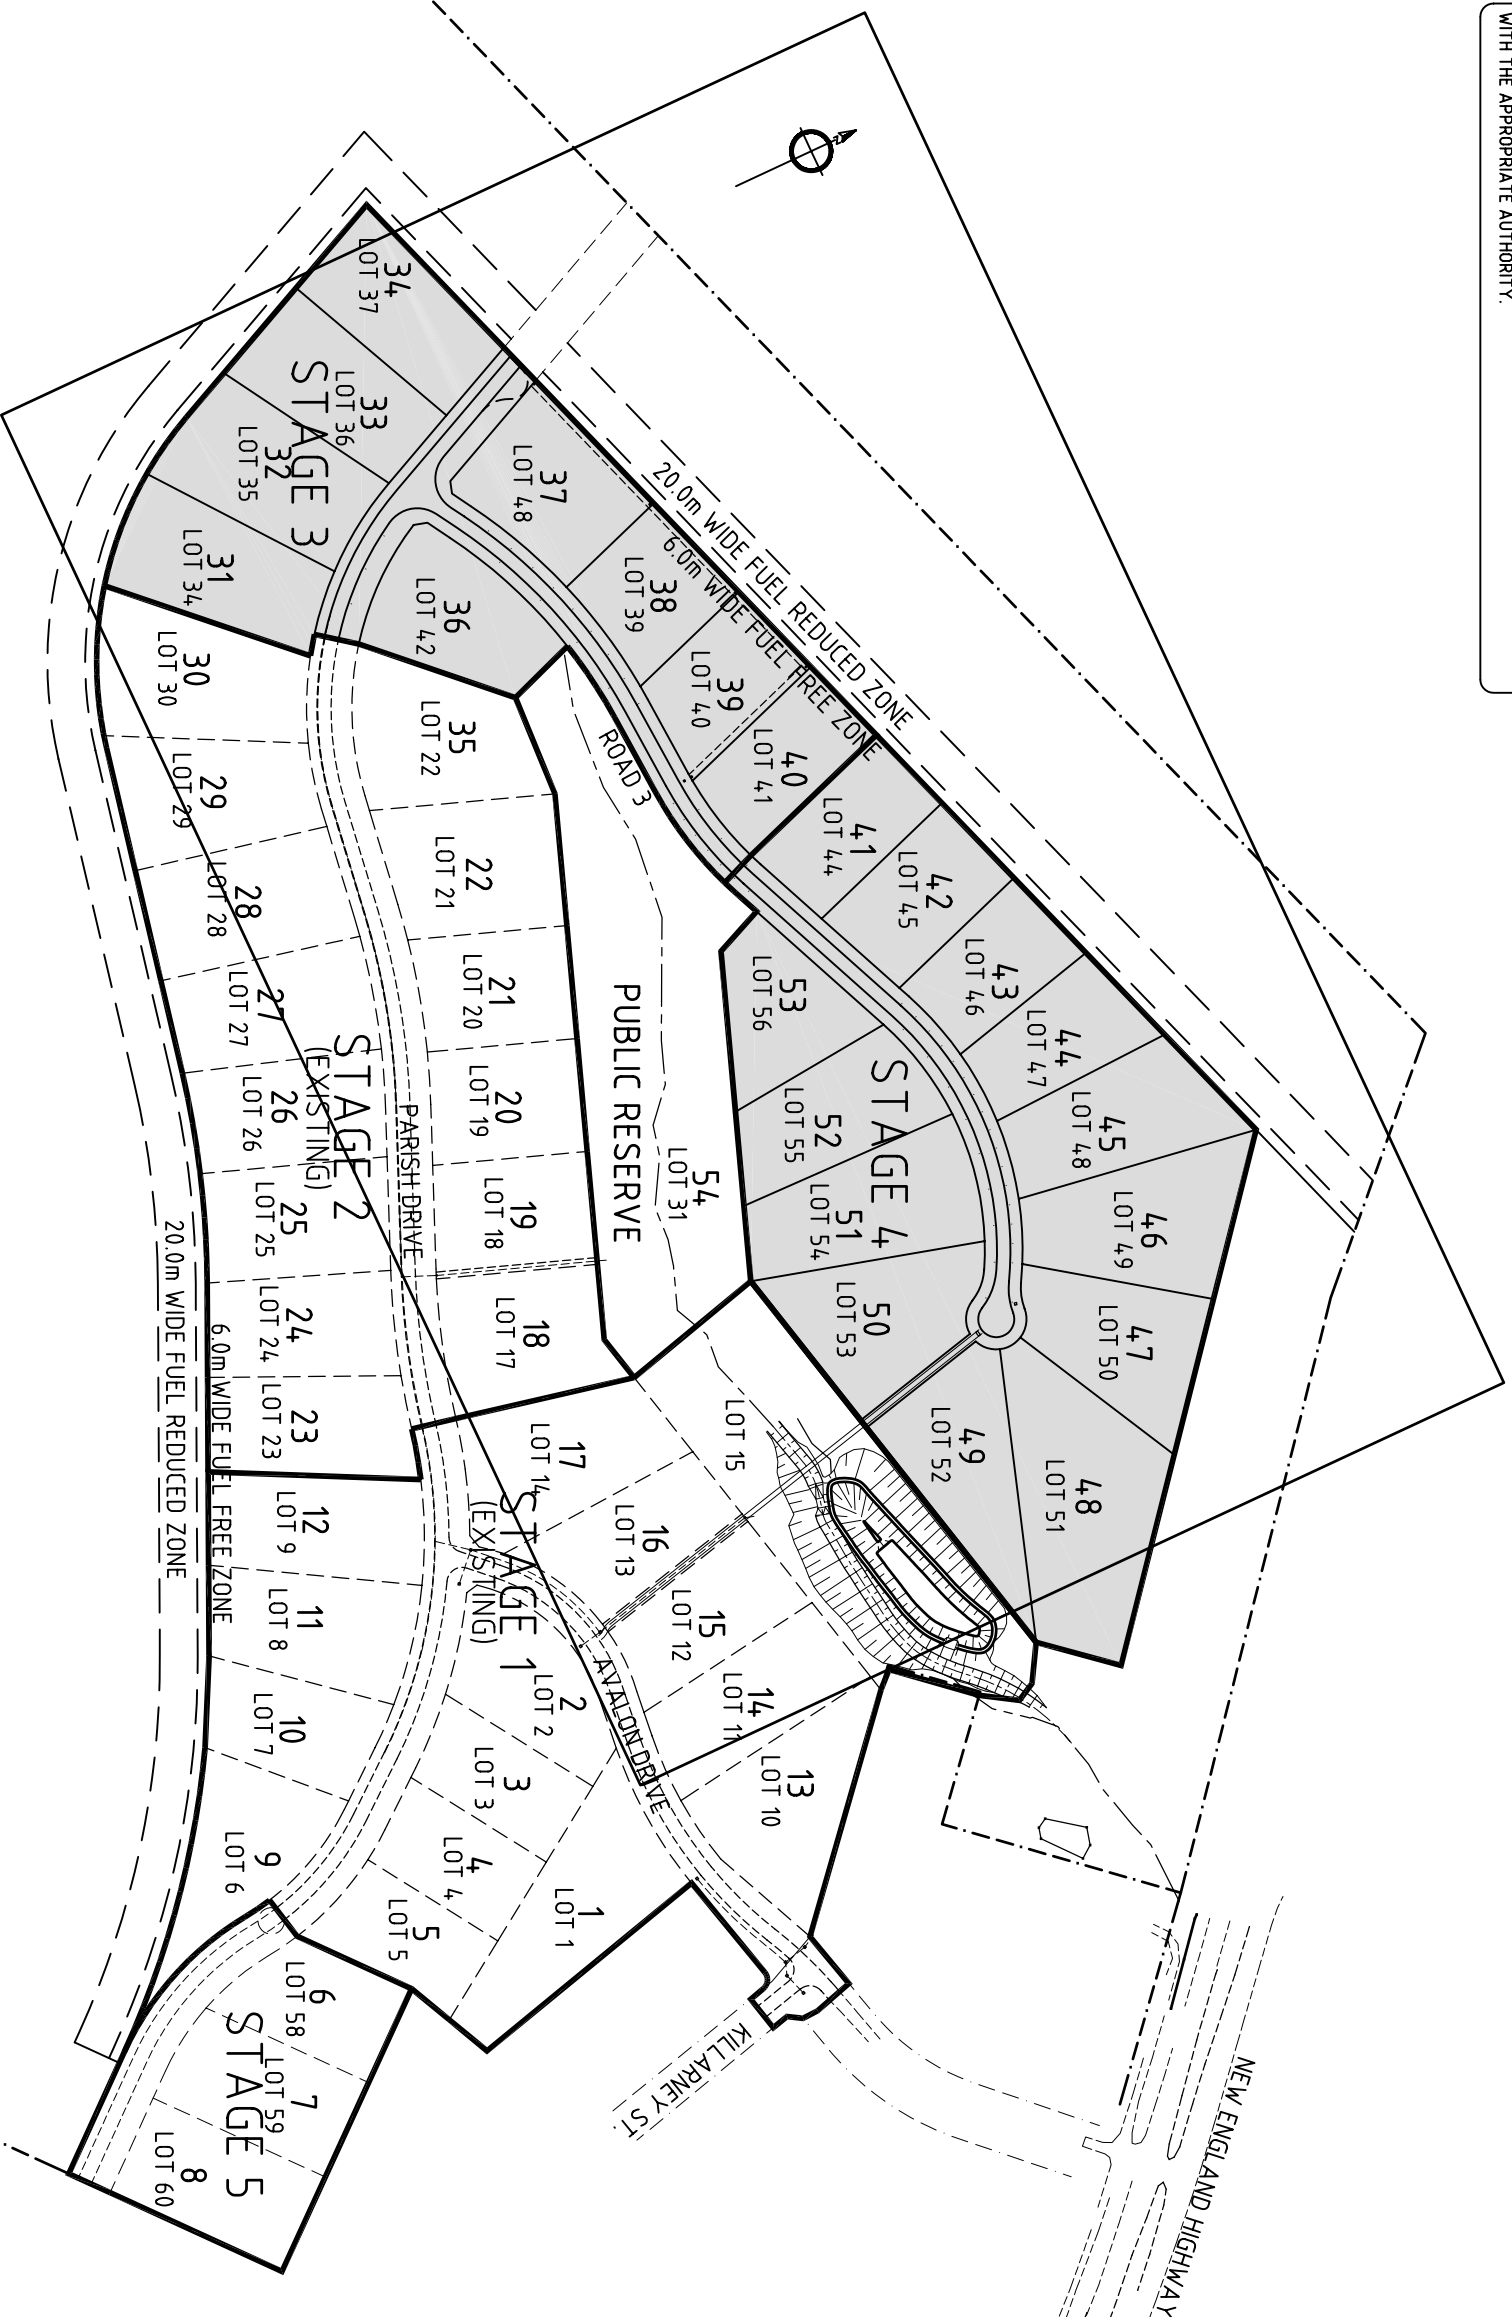 WITH THE APPROPRIATE AUTHORITY.
N
34
LOT 37
33
LOT 36
STAGE 3
32
LOT 35
31
LOT 34
37
LOT 48
38
LOT 39
39
LOT 40
40
LOT 41
36
LOT 42
20.0m WIDE FUEL REDUCED ZONE
6.0m WIDE FUEL FREE ZONE
ROAD 3
41
LOT 44
42
LOT 45
43
LOT 46
44
LOT 47
45
LOT 48
46
LOT 49
47
LOT 50
48
LOT 51
49
LOT 52
50
LOT 53
51
LOT 54
52
LOT 55
53
LOT 56
STAGE 4
54
LOT 31
PUBLIC RESERVE
30
LOT 30
29
LOT 29
28
LOT 28
27
LOT 27
26
LOT 26
25
LOT 25
24
LOT 24
23
LOT 23
STAGE 2
(EXISTING)
PARISH DRIVE
35
LOT 22
22
LOT 21
21
LOT 20
20
LOT 19
19
LOT 18
18
LOT 17
20.0m WIDE FUEL REDUCED ZONE
6.0m WIDE FUEL FREE ZONE
LOT 15
17
LOT 14
16
LOT 13
15
LOT 12
14
LOT 11
13
LOT 10
STAGE 1
(EXISTING)
AVALON DRIVE
12
LOT 9
11
LOT 8
10
LOT 7
9
LOT 6
2
LOT 2
3
LOT 3
4
LOT 4
5
LOT 5
1
LOT 1
6
LOT 58
7
LOT 59
8
LOT 60
STAGE 5
KILLARNEY ST.
NEW ENGLAND HIGHWAY